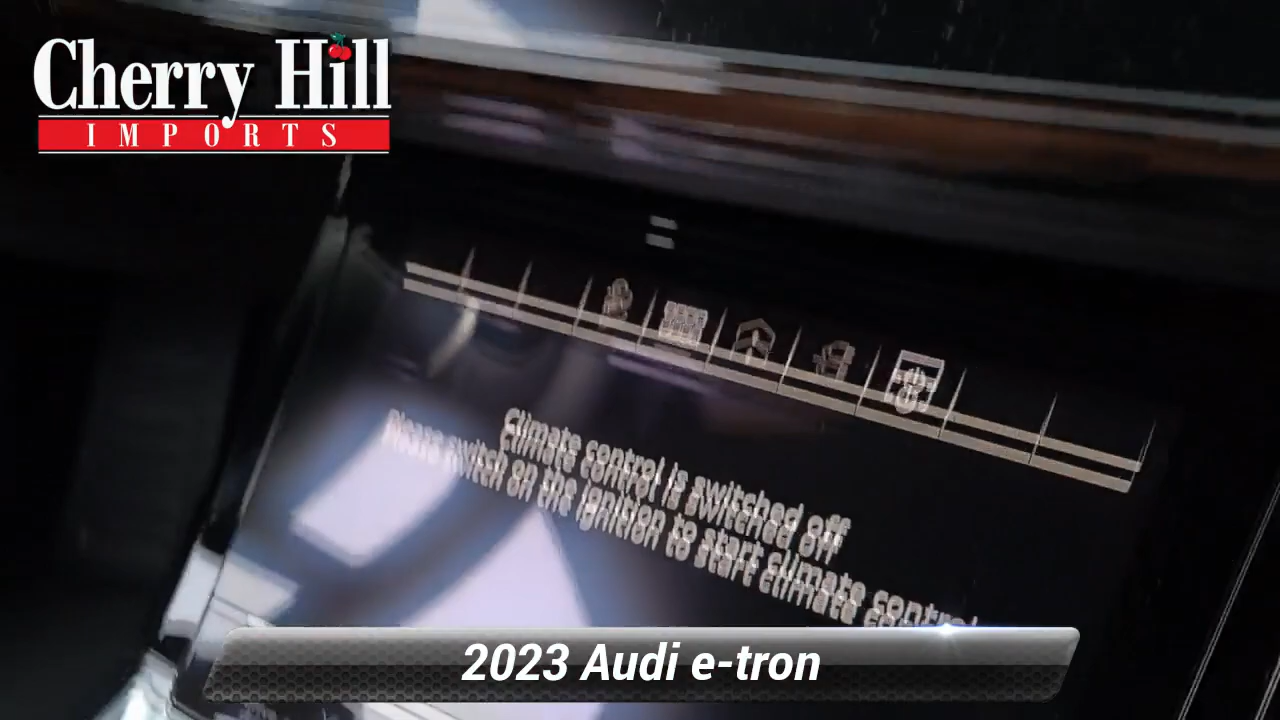 Cherry Hill
IMPORTS
Climate control is switched off
Please switch on the ignition to start climate control
2023 Audi e-tron